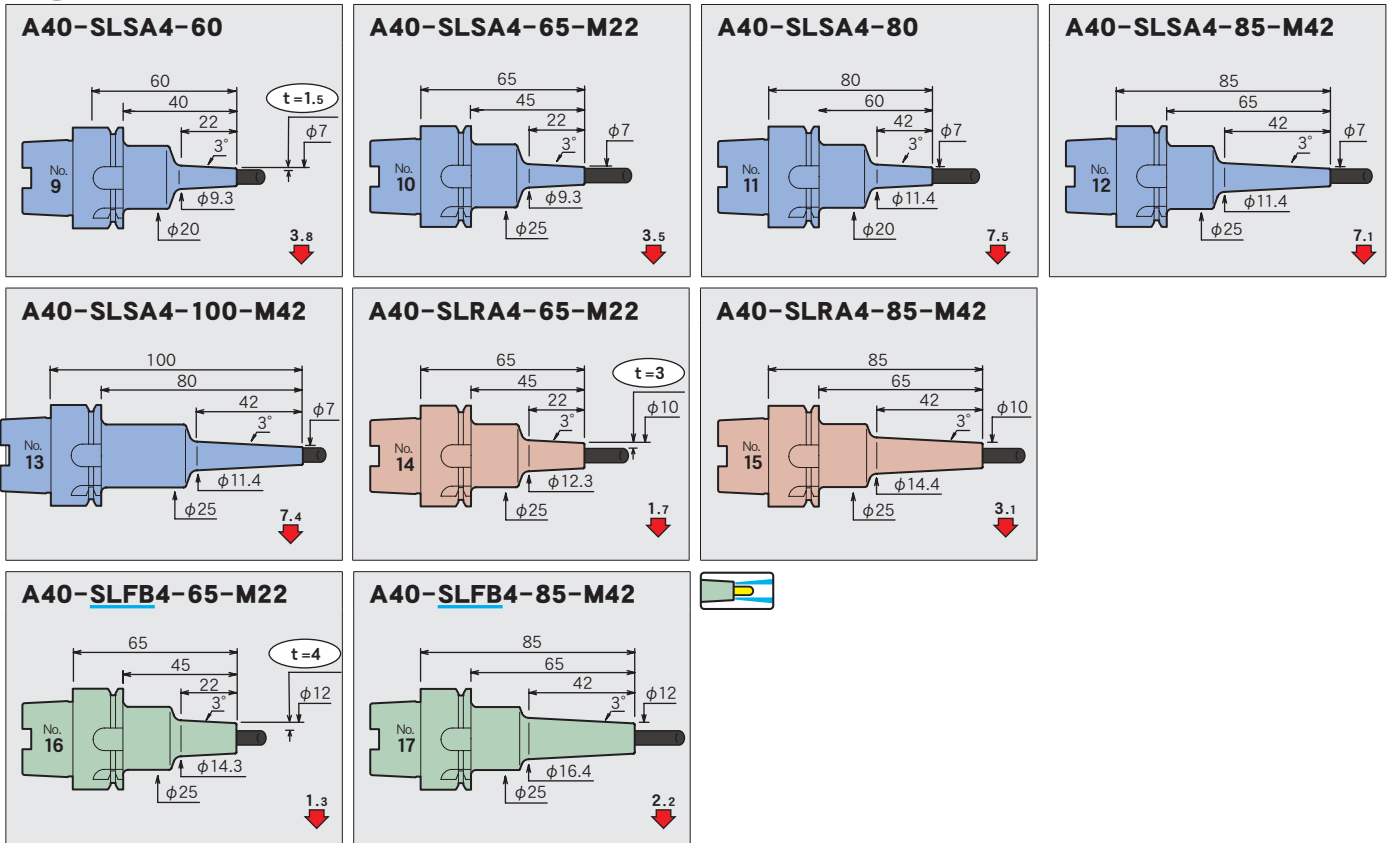 A40-SLSA4-60
60
40
22
t=1.5
φ7
3°
No.
9
φ9.3
φ20
3.8
A40-SLSA4-65-M22
65
45
22
φ7
3°
No.
10
φ9.3
φ25
3.5
A40-SLSA4-80
80
60
42
φ7
3°
No.
11
φ11.4
φ20
7.5
A40-SLSA4-85-M42
85
65
42
φ7
3°
No.
12
φ11.4
φ25
7.1
A40-SLSA4-100-M42
100
80
42
φ7
3°
No.
13
φ11.4
φ25
7.4
A40-SLRA4-65-M22
65
45
22
t=3
φ10
3°
No.
14
φ12.3
φ25
1.7
A40-SLRA4-85-M42
85
65
42
φ10
3°
No.
15
φ14.4
φ25
3.1
A40-SLFB4-65-M22
65
45
22
t=4
φ12
3°
No.
16
φ14.3
φ25
1.3
A40-SLFB4-85-M42
85
65
42
φ12
3°
No.
17
φ16.4
φ25
2.2